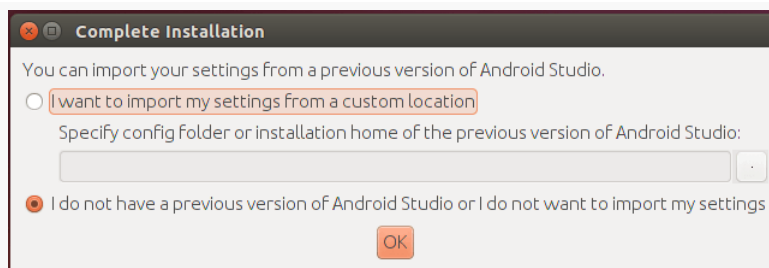 Complete Installation
You can import your settings from a previous version of Android Studio.
I want to import my settings from a custom location
Specify config folder or installation home of the previous version of Android Studio:
.
I do not have a previous version of Android Studio or I do not want to import my settings
OK